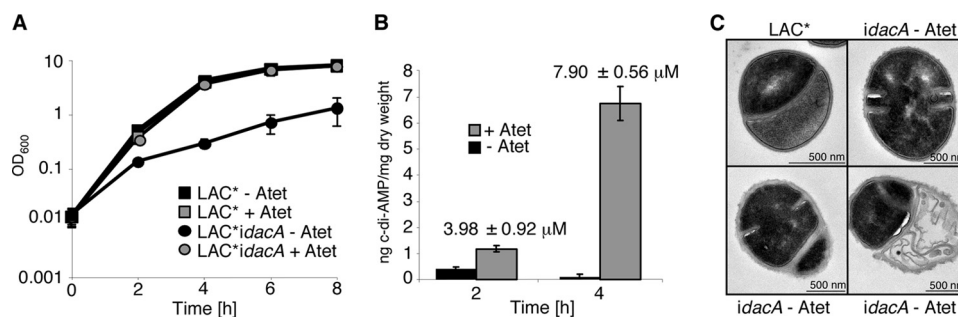 A
OD600
10
1
0.1
0.01
0.001
0
2
4
6
8
Time [h]
LAC* - Atet
LAC* + Atet
LAC*idacA - Atet
LAC*idacA + Atet
B
ng c-di-AMP/mg dry weight
8
7
6
5
4
3
2
1
0
7.90 ± 0.56 µM
+ Atet
- Atet
3.98 ± 0.92 µM
2
4
Time [h]
C
LAC*
idacA - Atet
500 nm
500 nm
500 nm
500 nm
idacA - Atet
idacA - Atet